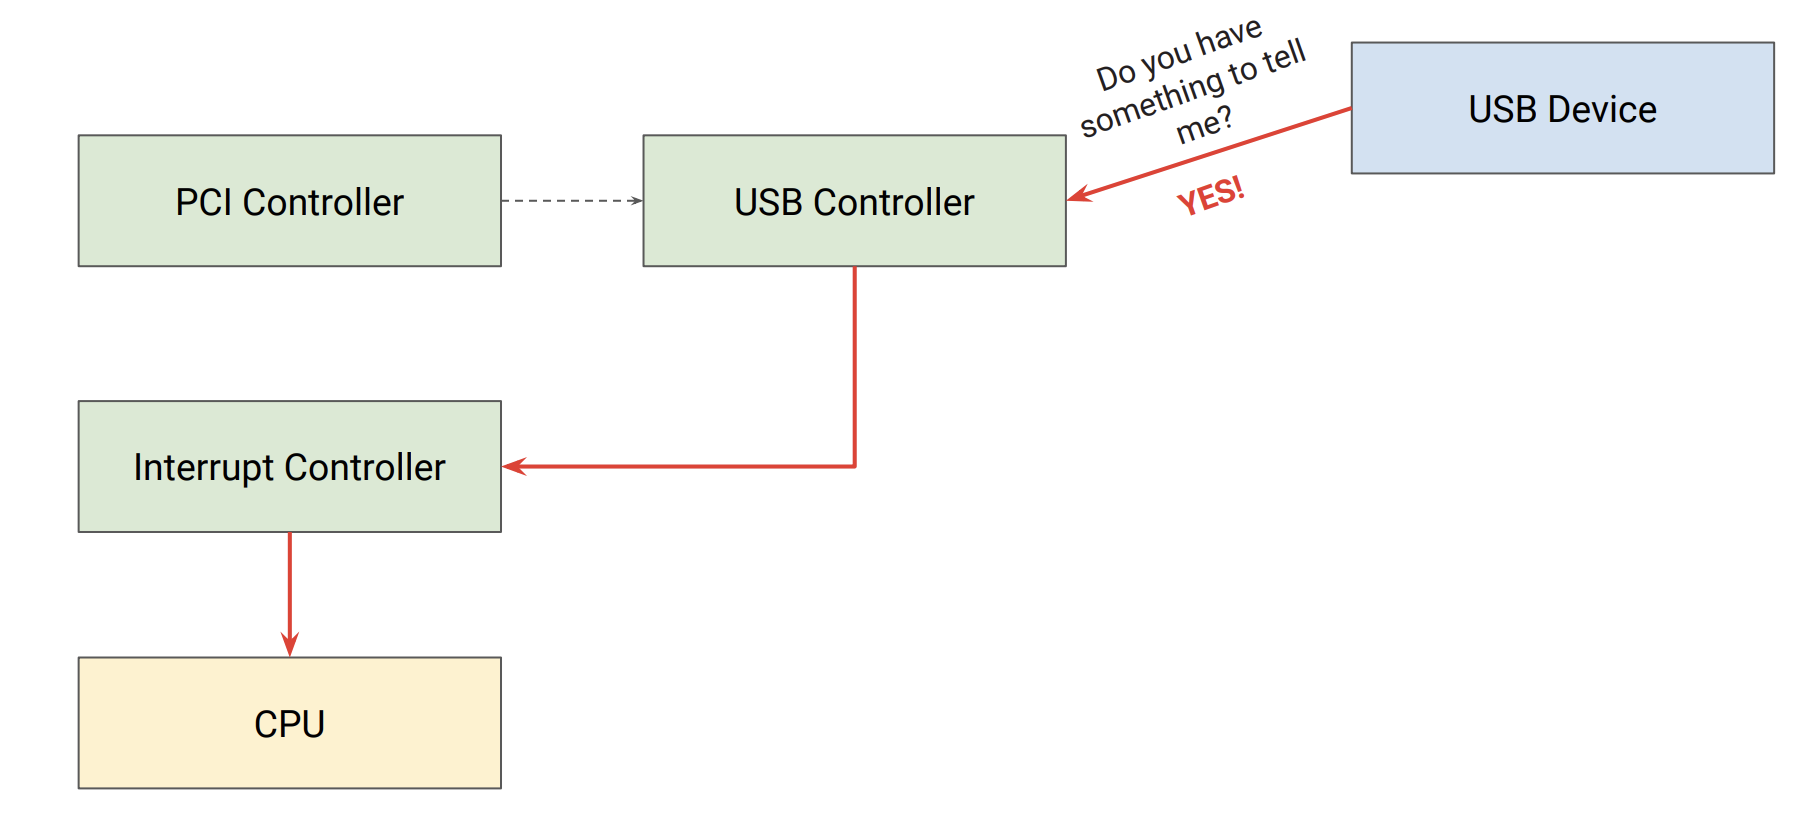 Do you have
something to tell
me?
USB Device
PCI Controller
USB Controller
YES!
Interrupt Controller
CPU